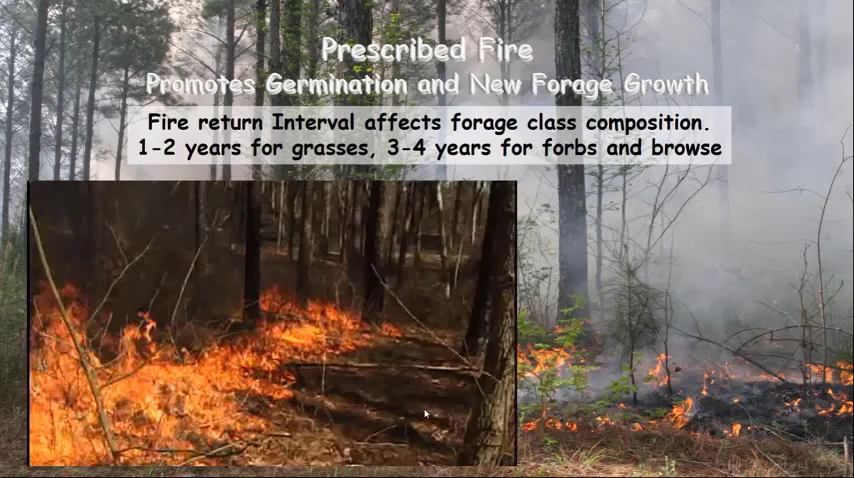 Prescribed Fire
Promotes Germination and New Forage Growth
Fire return Interval affects forage class composition.
1-2 years for grasses, 3-4 years for forbs and browse